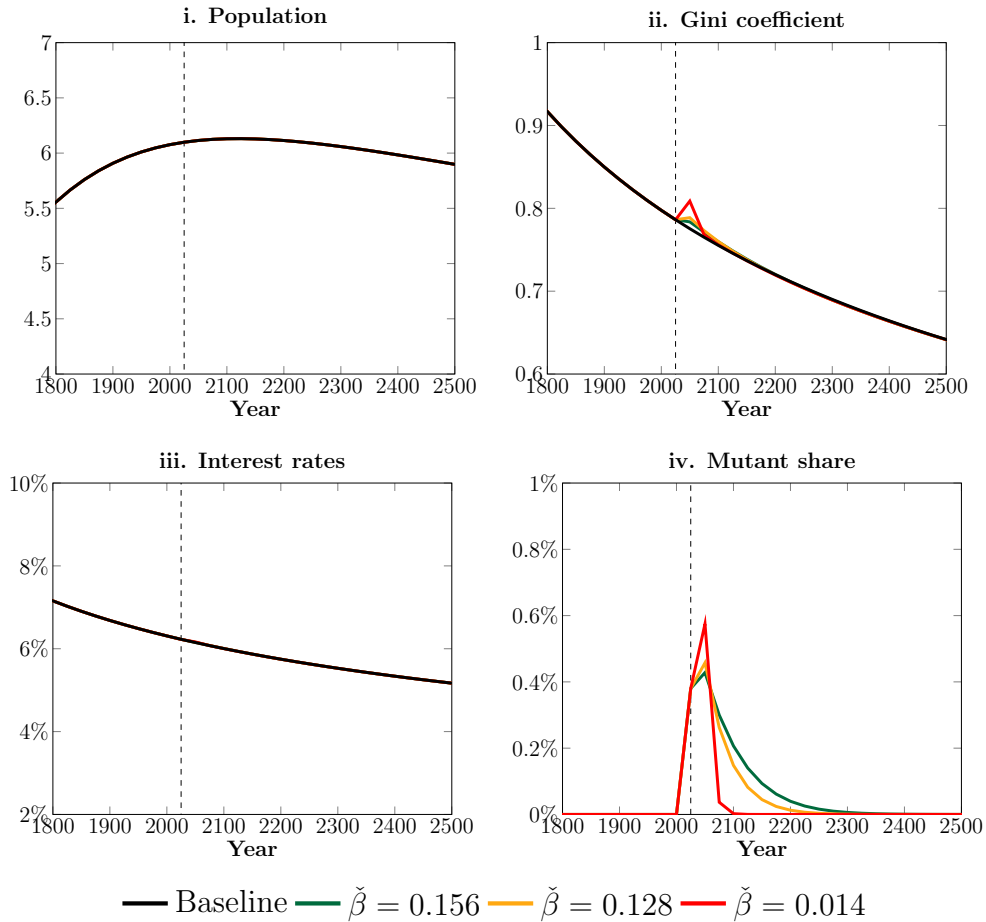 i. Population
7
6.5
6
5.5
5
4.5
4
1800 1900 2000 2100 2200 2300 2400 2500
Year
ii. Gini coefficient
1
0.9
0.8
0.7
0.6
1800 1900 2000 2100 2200 2300 2400 2500
Year
iii. Interest rates
10%
8%
6%
4%
2%
1800 1900 2000 2100 2200 2300 2400 2500
Year
iv. Mutant share
1%
0.8%
0.6%
0.4%
0.2%
0%
1800 1900 2000 2100 2200 2300 2400 2500
Year
Baseline β̌ = 0.156 β̌ = 0.128 β̌ = 0.014